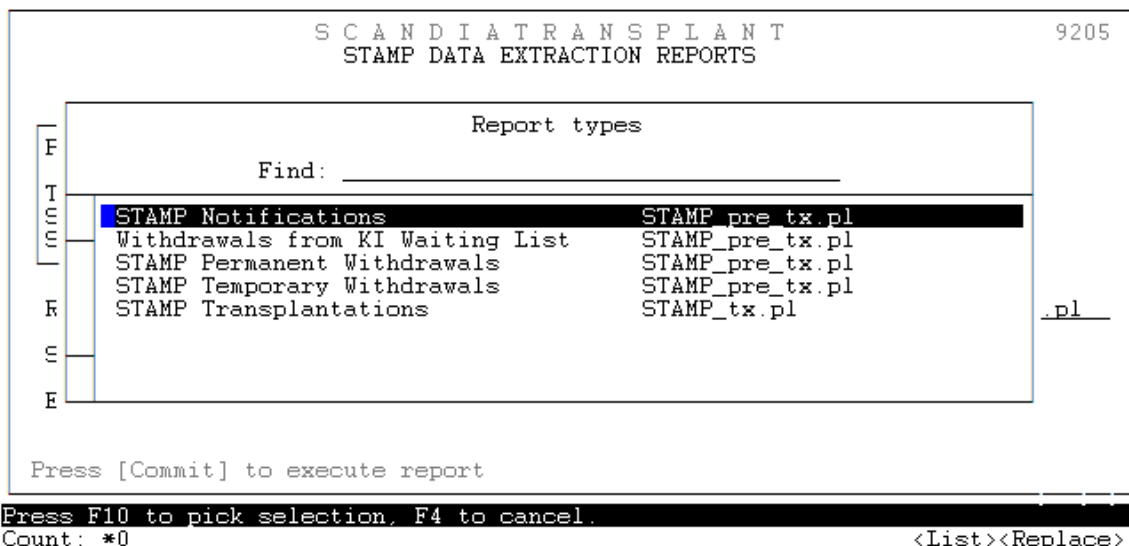 S C A N D I A T R A N S P L A N T 9205
STAMP DATA EXTRACTION REPORTS
Report types
F
Find:
T
S STAMP Notifications STAMP_pre_tx.pl
S Withdrawals from KI Waiting List STAMP_pre_tx.pl
STAMP Permanent Withdrawals STAMP_pre_tx.pl
STAMP Temporary Withdrawals STAMP_pre_tx.pl
R STAMP Transplantations STAMP_tx.pl .pl
S
E
Press [Commit] to execute report
Press F10 to pick selection, F4 to cancel.
Count: *0 <List><Replace>